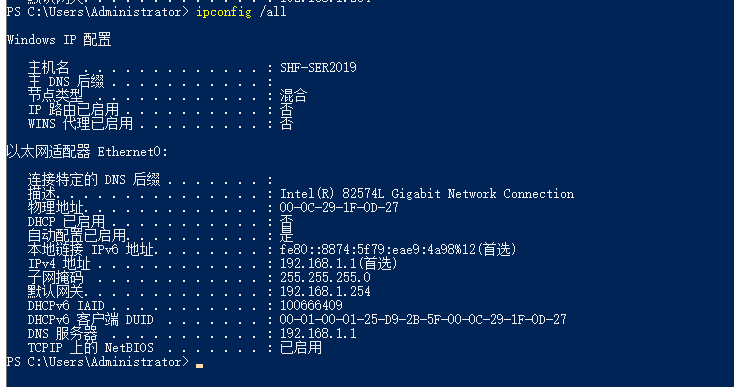 PS C:\Users\Administrator> ipconfig /all
Windows IP 配置
主机名 . . . . . . . . . . . . . : SHF-SER2019
主 DNS 后缀 . . . . . . . . . . . :
节点类型 . . . . . . . . . . . . : 混合
IP 路由已启用 . . . . . . . . . . : 否
WINS 代理已启用 . . . . . . . . . : 否
以太网适配器 Ethernet0:
连接特定的 DNS 后缀 . . . . . . . :
描述. . . . . . . . . . . . . . . : Intel(R) 82574L Gigabit Network Connection
物理地址. . . . . . . . . . . . . : 00-0C-29-1F-0D-27
DHCP 已启用 . . . . . . . . . . . : 否
自动配置已启用. . . . . . . . . . : 是
本地链接 IPv6 地址. . . . . . . . : fe80::8874:5f79:eae9:4a98%12(首选)
IPv4 地址 . . . . . . . . . . . . : 192.168.1.1(首选)
子网掩码 . . . . . . . . . . . . : 255.255.255.0
默认网关. . . . . . . . . . . . . : 192.168.1.254
DHCPv6 IAID . . . . . . . . . . . : 100666409
DHCPv6 客户端 DUID . . . . . . . : 00-01-00-01-25-D9-2B-5F-00-0C-29-1F-0D-27
DNS 服务器 . . . . . . . . . . . : 192.168.1.1
TCPIP 上的 NetBIOS . . . . . . . : 已启用
PS C:\Users\Administrator>